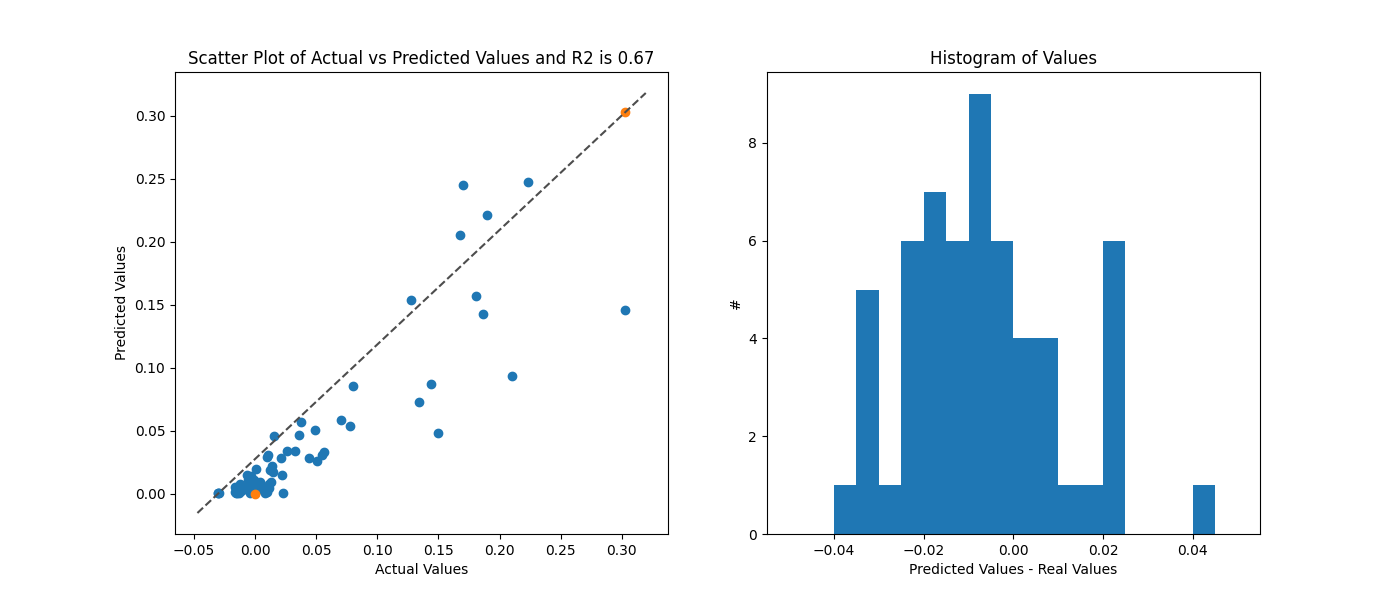 Scatter Plot of Actual vs Predicted Values and R2 is 0.67
0.30
0.25
0.20
0.15
0.10
0.05
0.00
Predicted Values
−0.05 0.00 0.05 0.10 0.15 0.20 0.25 0.30
Actual Values
Histogram of Values
8
6
4
2
0
#
−0.04 −0.02 0.00 0.02 0.04
Predicted Values - Real Values